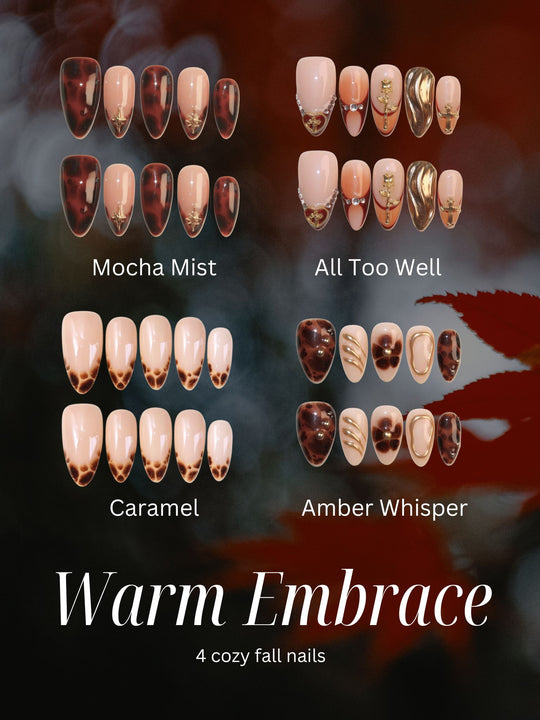 Mocha Mist
All Too Well
Caramel
Amber Whisper
Warm Embrace
4 cozy fall nails